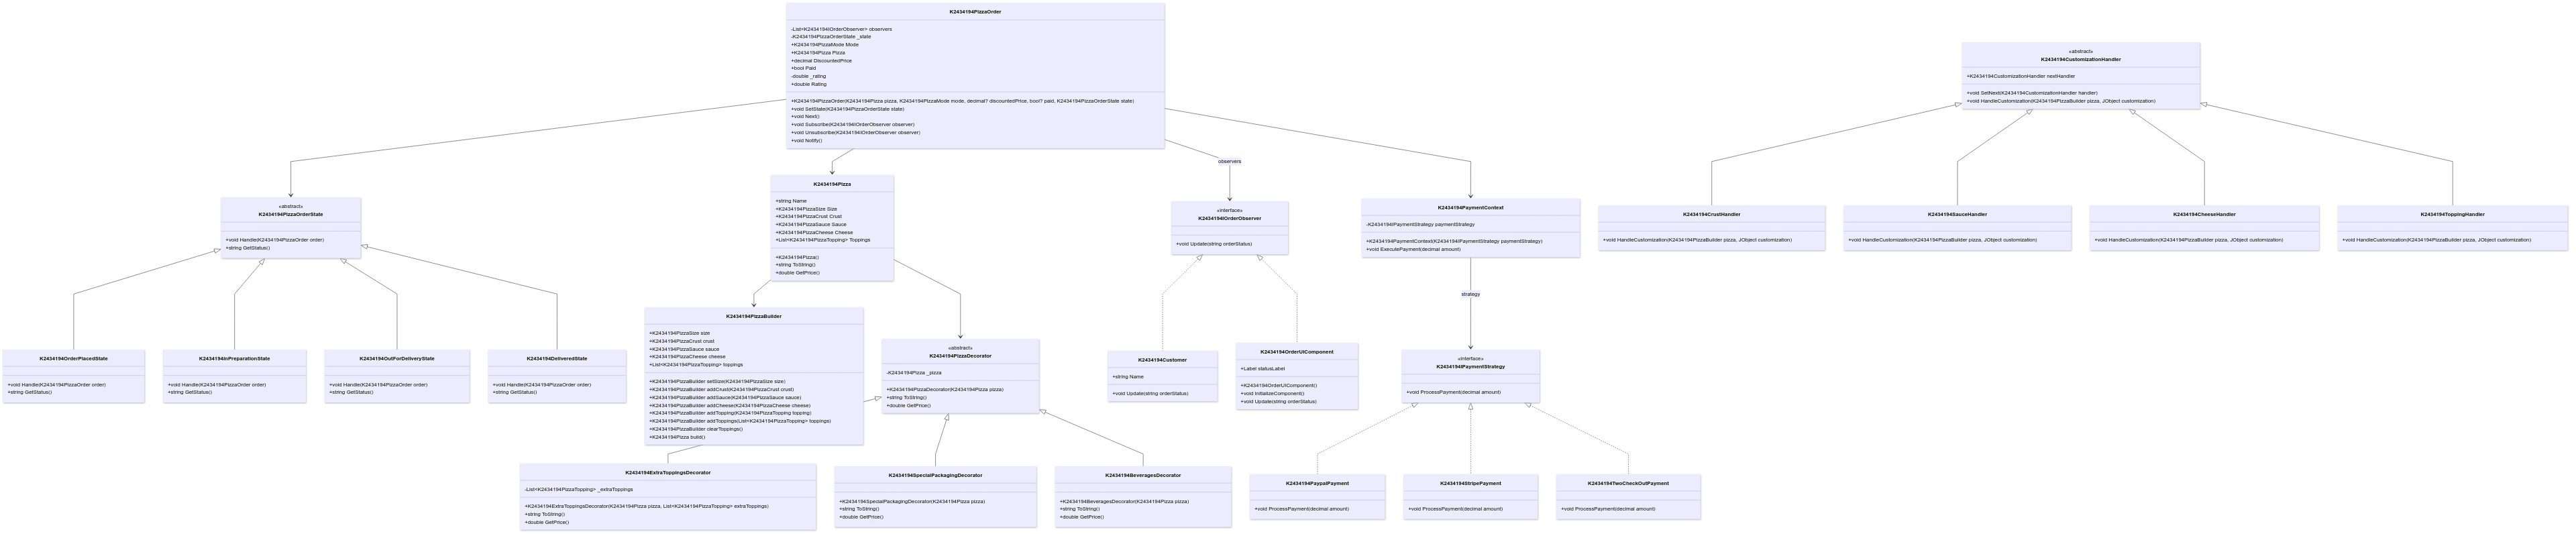 K2434194PizzaOrder
-List<K2434194IOrderObserver> observers
-K2434194PizzaOrderState _state
+K2434194PizzaMode Mode
+K2434194Pizza Pizza
+decimal DiscountedPrice
+bool Paid
-double _rating
+double Rating
+K2434194PizzaOrder(K2434194Pizza pizza, K2434194PizzaMode mode, decimal? discountedPrice, bool? paid, K2434194PizzaOrderState state)
+void SetState(K2434194PizzaOrderState state)
+void Next()
+void Subscribe(K2434194IOrderObserver observer)
+void Unsubscribe(K2434194IOrderObserver observer)
+void Notify()
«abstract»
K2434194CustomizationHandler
+K2434194CustomizationHandler nextHandler
+void SetNext(K2434194CustomizationHandler handler)
+void HandleCustomization(K2434194PizzaBuilder pizza, JObject customization)
observers
«abstract»
K2434194PizzaOrderState
+void Handle(K2434194PizzaOrder order)
+string GetStatus()
K2434194Pizza
+string Name
+K2434194PizzaSize Size
+K2434194PizzaCrust Crust
+K2434194PizzaSauce Sauce
+K2434194PizzaCheese Cheese
+List<K2434194PizzaTopping> Toppings
+K2434194Pizza()
+string ToString()
+double GetPrice()
«interface»
K2434194IOrderObserver
+void Update(string orderStatus)
K2434194PaymentContext
-K2434194IPaymentStrategy paymentStrategy
+K2434194PaymentContext(K2434194IPaymentStrategy paymentStrategy)
+void ExecutePayment(decimal amount)
K2434194CrustHandler
+void HandleCustomization(K2434194PizzaBuilder pizza, JObject customization)
K2434194SauceHandler
+void HandleCustomization(K2434194PizzaBuilder pizza, JObject customization)
K2434194CheeseHandler
+void HandleCustomization(K2434194PizzaBuilder pizza, JObject customization)
K2434194ToppingHandler
+void HandleCustomization(K2434194PizzaBuilder pizza, JObject customization)
strategy
K2434194OrderPlacedState
+void Handle(K2434194PizzaOrder order)
+string GetStatus()
K2434194InPreparationState
+void Handle(K2434194PizzaOrder order)
+string GetStatus()
K2434194OutForDeliveryState
+void Handle(K2434194PizzaOrder order)
+string GetStatus()
K2434194DeliveredState
+void Handle(K2434194PizzaOrder order)
+string GetStatus()
K2434194PizzaBuilder
+K2434194PizzaSize size
+K2434194PizzaCrust crust
+K2434194PizzaSauce sauce
+K2434194PizzaCheese cheese
+List<K2434194PizzaTopping> toppings
+K2434194PizzaBuilder setSize(K2434194PizzaSize size)
+K2434194PizzaBuilder addCrust(K2434194PizzaCrust crust)
+K2434194PizzaBuilder addSauce(K2434194PizzaSauce sauce)
+K2434194PizzaBuilder addCheese(K2434194PizzaCheese cheese)
+K2434194PizzaBuilder addTopping(K2434194PizzaTopping topping)
+K2434194PizzaBuilder addToppings(List<K2434194PizzaTopping> toppings)
+K2434194PizzaBuilder clearToppings()
+K2434194Pizza build()
«abstract»
K2434194PizzaDecorator
-K2434194Pizza _pizza
+K2434194PizzaDecorator(K2434194Pizza pizza)
+string ToString()
+double GetPrice()
K2434194Customer
+string Name
+void Update(string orderStatus)
K2434194OrderUIComponent
+Label statusLabel
+K2434194OrderUIComponent()
+void InitializeComponent()
+void Update(string orderStatus)
«interface»
K2434194IPaymentStrategy
+void ProcessPayment(decimal amount)
K2434194ExtraToppingsDecorator
-List<K2434194PizzaTopping> _extraToppings
+K2434194ExtraToppingsDecorator(K2434194Pizza pizza, List<K2434194PizzaTopping> extraToppings)
+string ToString()
+double GetPrice()
K2434194SpecialPackagingDecorator
+K2434194SpecialPackagingDecorator(K2434194Pizza pizza)
+string ToString()
+double GetPrice()
K2434194BeveragesDecorator
+K2434194BeveragesDecorator(K2434194Pizza pizza)
+string ToString()
+double GetPrice()
K2434194PaypalPayment
+void ProcessPayment(decimal amount)
K2434194StripePayment
+void ProcessPayment(decimal amount)
K2434194TwoCheckOutPayment
+void ProcessPayment(decimal amount)